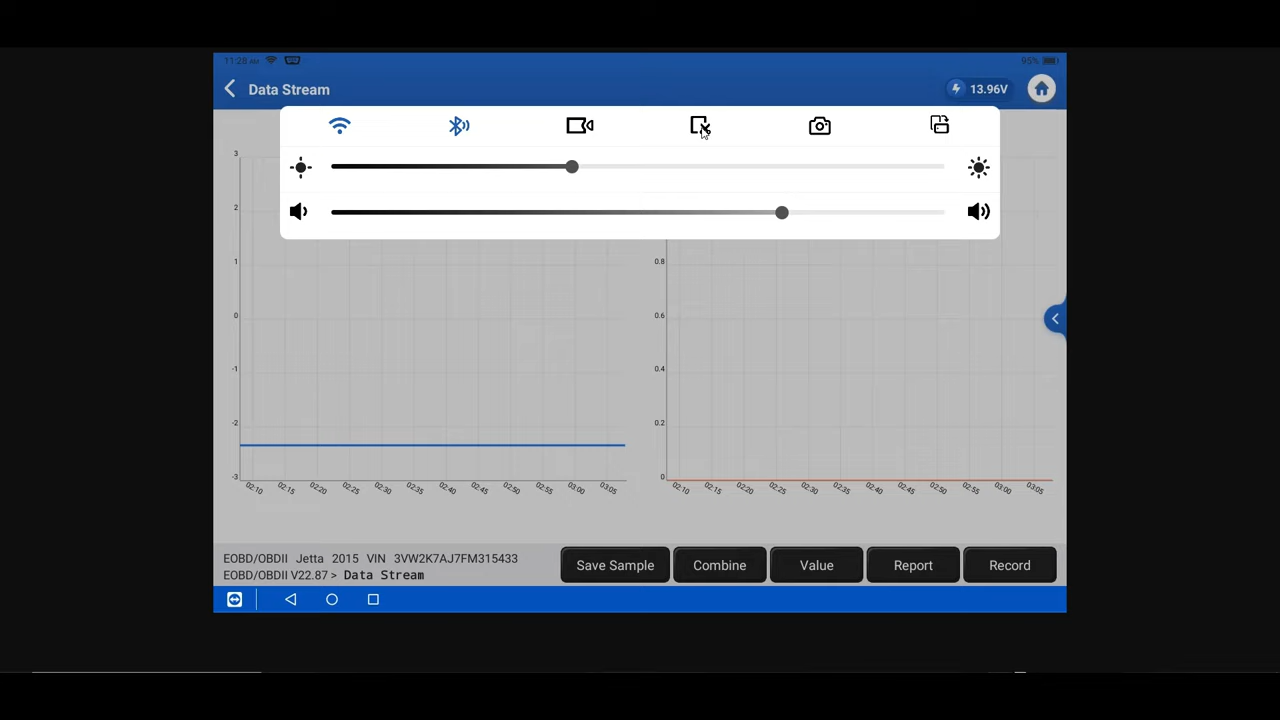 11:28 AM
95%
Data Stream
13.96V
3
2
1
0
-1
-2
-3
02:10 02:15 02:20 02:25 02:30 02:35 02:40 02:45 02:50 02:55 03:00 03:05
0.8
0.6
0.4
0.2
0
02:10 02:15 02:20 02:25 02:30 02:35 02:40 02:45 02:50 02:55 03:00 03:05
EOBD/OBDII Jetta 2015 VIN 3VW2K7AJ7FM315433
EOBD/OBDII V22.87 > Data Stream
Save Sample
Combine
Value
Report
Record